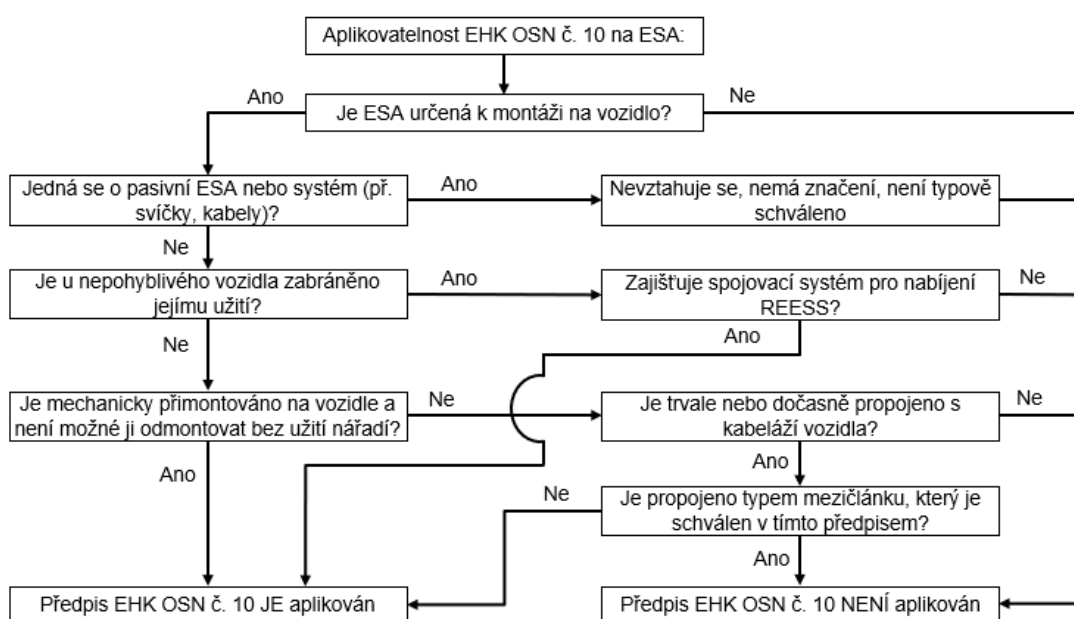 Aplikovatelnost EHK OSN č. 10 na ESA:
Ano
Ne
Je ESA určená k montáži na vozidlo?
Jedná se o pasivní ESA nebo systém (př.
svíčky, kabely)?
Ano
Nevztahuje se, nemá značení, není typově
schváleno
Ne
Je u nepohyblivého vozidla zabráněno
jejímu užití?
Ano
Zajišťuje spojovací systém pro nabíjení
REESS?
Ne
Ne
Ano
Je mechanicky přimontováno na vozidle a
není možné ji odmontovat bez užití nářadí?
Ne
Je trvale nebo dočasně propojeno s
kabeláží vozidla?
Ne
Ano
Ano
Ne
Je propojeno typem mezičlánku, který je
schválen v tímto předpisem?
Ano
Předpis EHK OSN č. 10 JE aplikován
Předpis EHK OSN č. 10 NENÍ aplikován